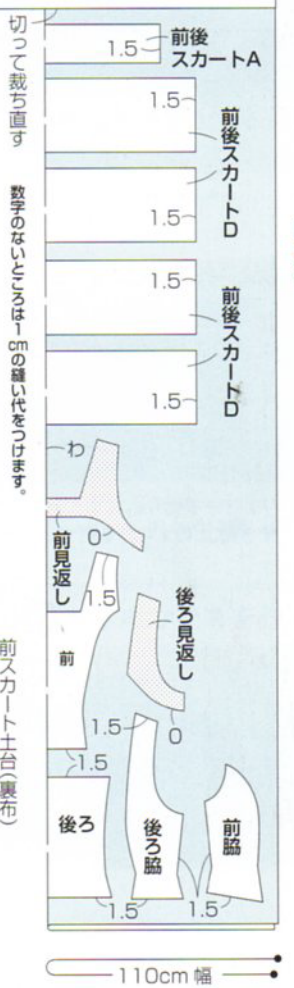 切って裁ち直す
数字のないところは1cmの縫い代をつけます。
前スカート土台(裏布)
1.5
前後
スカートA
1.5
前後スカートD
1.5
1.5
前後スカートD
1.5
わ
0
前見返し
1.5
後ろ見返し
前
1.5
0
1.5
後ろ
後ろ脇
前脇
1.5
1.5
110cm 幅